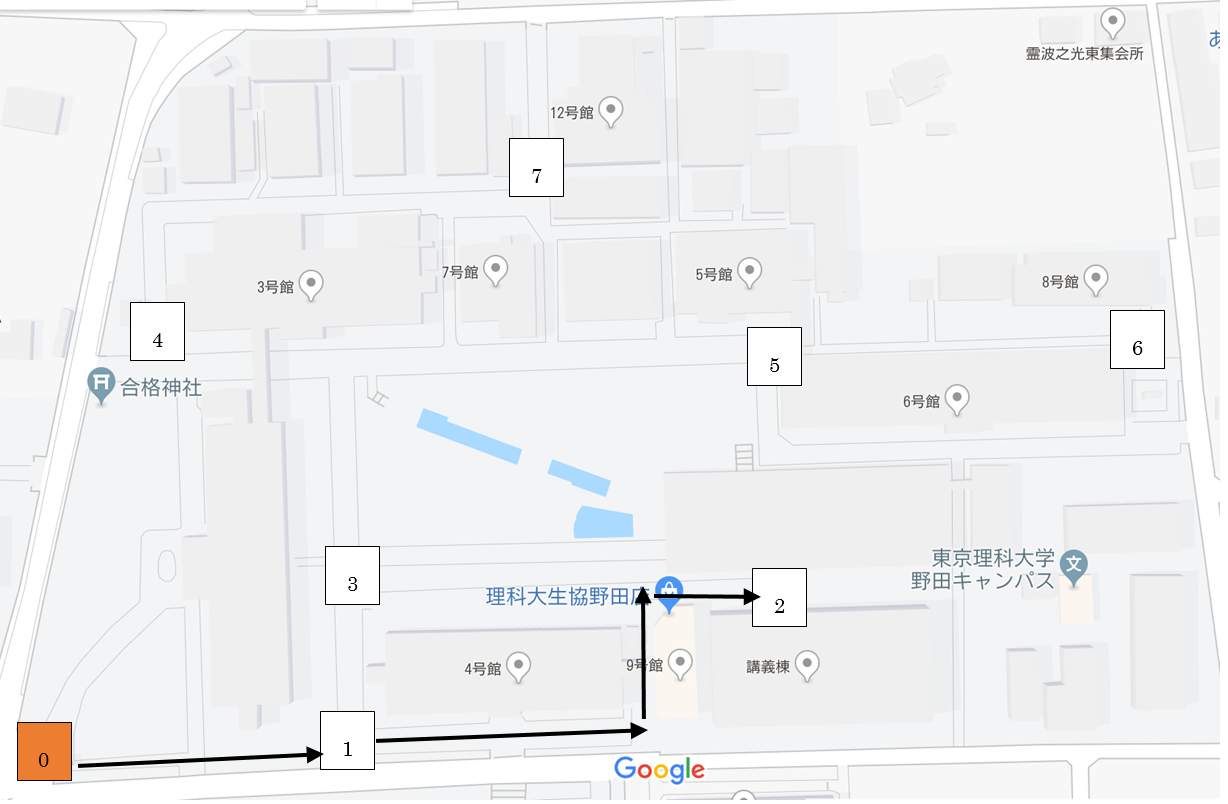 霊波之光東集会所
あ
12号館
7
3号館
7号館
5号館
8号館
4
5
6
合格神社
6号館
3
理科大生協野田店
2
東京理科大学
野田キャンパス
4号館
9号館
講義棟
0
1
Google